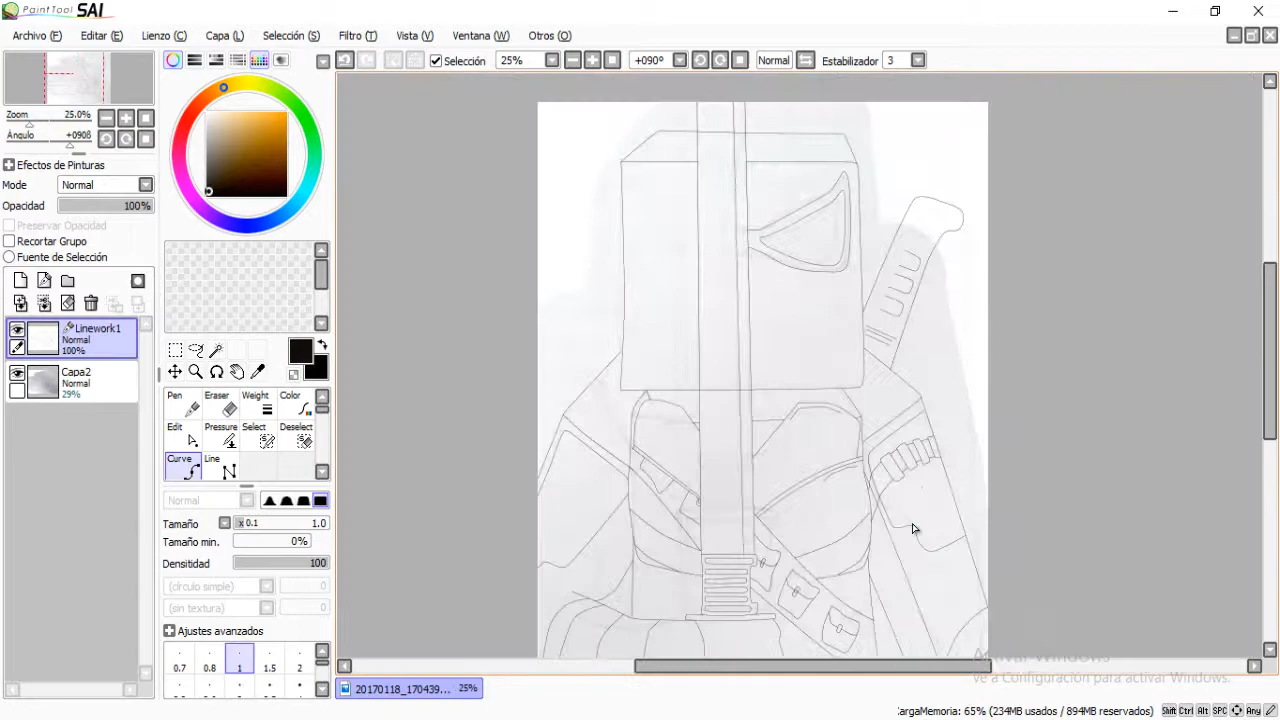 PaintTool SAI
Archivo (F) Editar (E) Lienzo (C) Capa (L) Selección (S) Filtro (T) Vista (V) Ventana (W) Otros (O)
Selección 25% +090º Normal Estabilizador 3
Zoom 25.0%
Ángulo +090ß
Efectos de Pinturas
Mode Normal
Opacidad 100%
Preservar Opacidad
Recortar Grupo
Fuente de Selección
Linework1
Normal
100%
Capa2
Normal
29%
Pen Eraser Weight Color
Edit Pressure Select Deselect
Curve Line
Normal
Tamaño x 0.1 1.0
Tamaño min. 0%
Densitidad 100
(círculo simple) 0
(sin textura) 0
Ajustes avanzados
0.7 0.8 1 1.5 2
20170118_170439... 25%
Activar Windows
Ve a Configuración para activar Windows.
CargaMemoria: 65% (234MB usados / 894MB reservados) Shift Ctrl Alt SPC Any